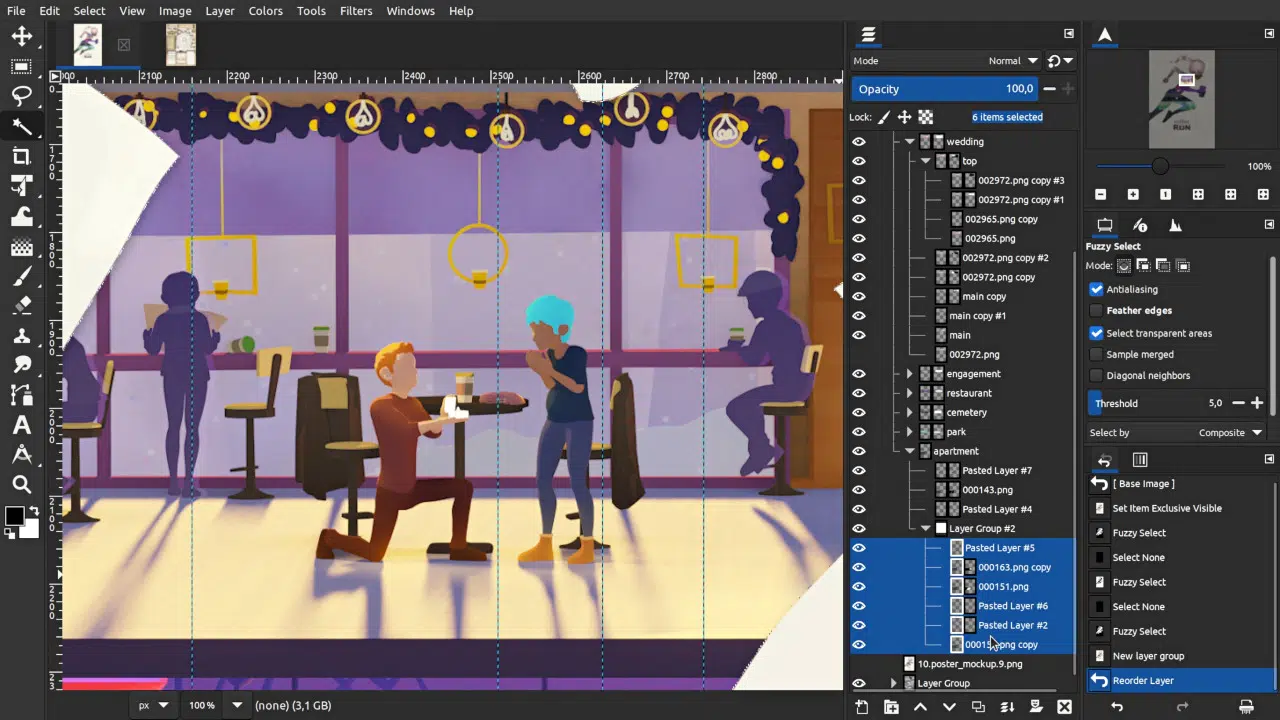 File Edit Select View Image Layer Colors Tools Filters Windows Help
2100 2200 2300 2400 2500 2600 2700 2800
Mode Normal
Opacity 100,0
Lock: 6 items selected
wedding
top
002972.png copy #3
002972.png copy #1
002965.png copy
002965.png
002972.png copy #2
002972.png copy
main copy
main copy #1
main
002972.png
engagement
restaurant
cemetery
park
apartment
Pasted Layer #7
000143.png
Pasted Layer #4
Layer Group #2
Pasted Layer #5
000163.png copy
000151.png
Pasted Layer #6
Pasted Layer #2
10.poster_mockup.9.png
Layer Group
RUN
100%
Fuzzy Select
Mode:
Antialiasing
Feather edges
Select transparent areas
Sample merged
Diagonal neighbors
Threshold 5,0
Select by Composite
[ Base Image ]
Set Item Exclusive Visible
Fuzzy Select
Select None
Fuzzy Select
Select None
Fuzzy Select
New layer group
Reorder Layer
px 100 % (none) (3,1 GB)